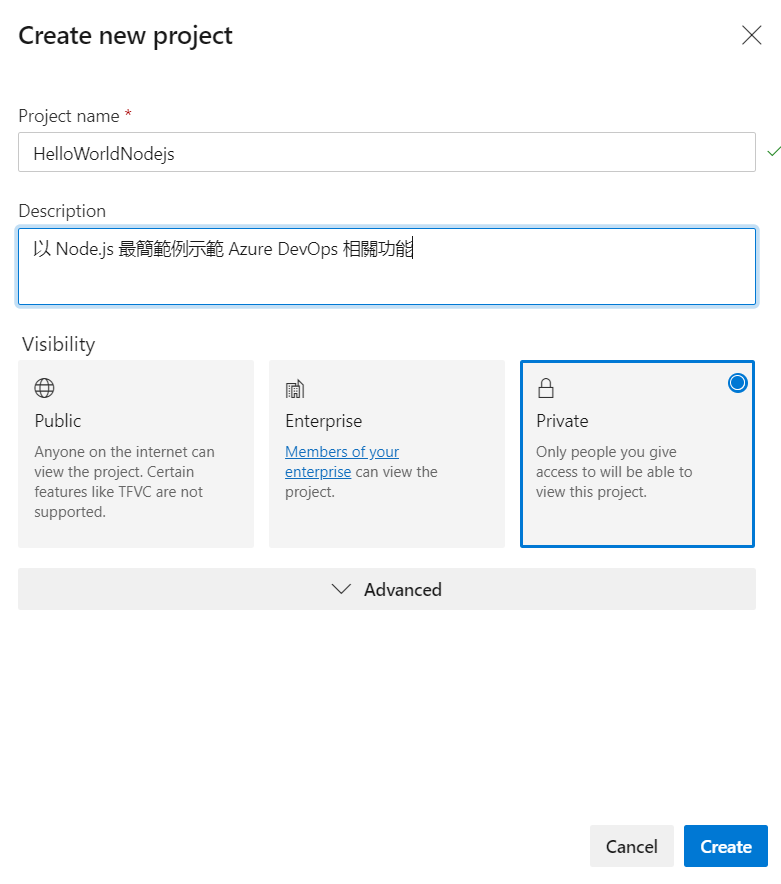 Create new project
Project name *
HelloWorldNodejs
Description
以 Node.js 最簡範例示範 Azure DevOps 相關功能
Visibility
Public
Anyone on the internet can
view the project. Certain
features like TFVC are not
supported.
Enterprise
Members of your
enterprise can view the
project.
Private
Only people you give
access to will be able to
view this project.
Advanced
Cancel
Create